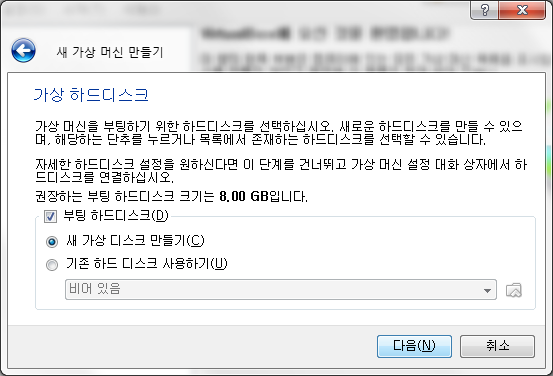 ?
새 가상 머신 만들기
가상 하드디스크
가상 머신을 부팅하기 위한 하드디스크를 선택하십시오. 새로운 하드디스크를 만들 수 있으
며, 해당하는 단추를 누르거나 목록에서 존재하는 하드디스크를 선택할 수 있습니다.
자세한 하드디스크 설정을 원하신다면 이 단계를 건너뛰고 가상 머신 설정 대화 상자에서 하
드디스크를 연결하십시오.
권장하는 부팅 하드디스크 크기는 8.00 GB입니다.
부팅 하드디스크(D)
새 가상 디스크 만들기(C)
기존 하드 디스크 사용하기(U)
비어 있음
다음(N) 취소